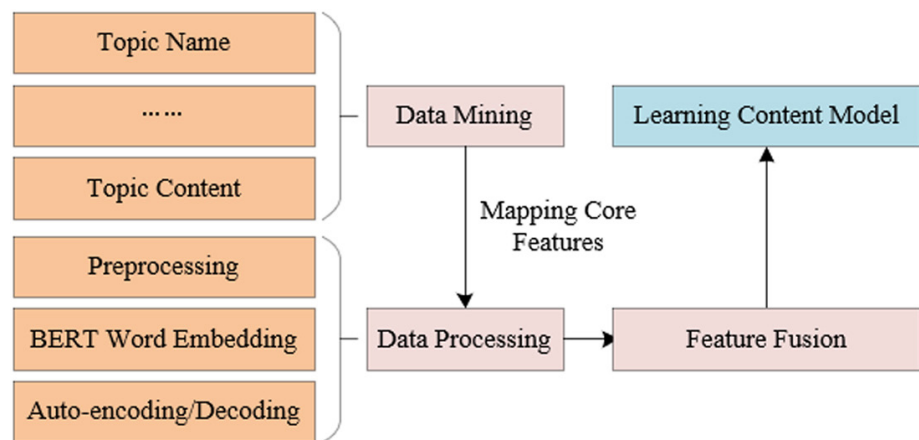 Topic Name
... ...
Topic Content
Data Mining
Learning Content Model
Mapping Core
Features
Preprocessing
BERT Word Embedding
Auto-encoding/Decoding
Data Processing
Feature Fusion